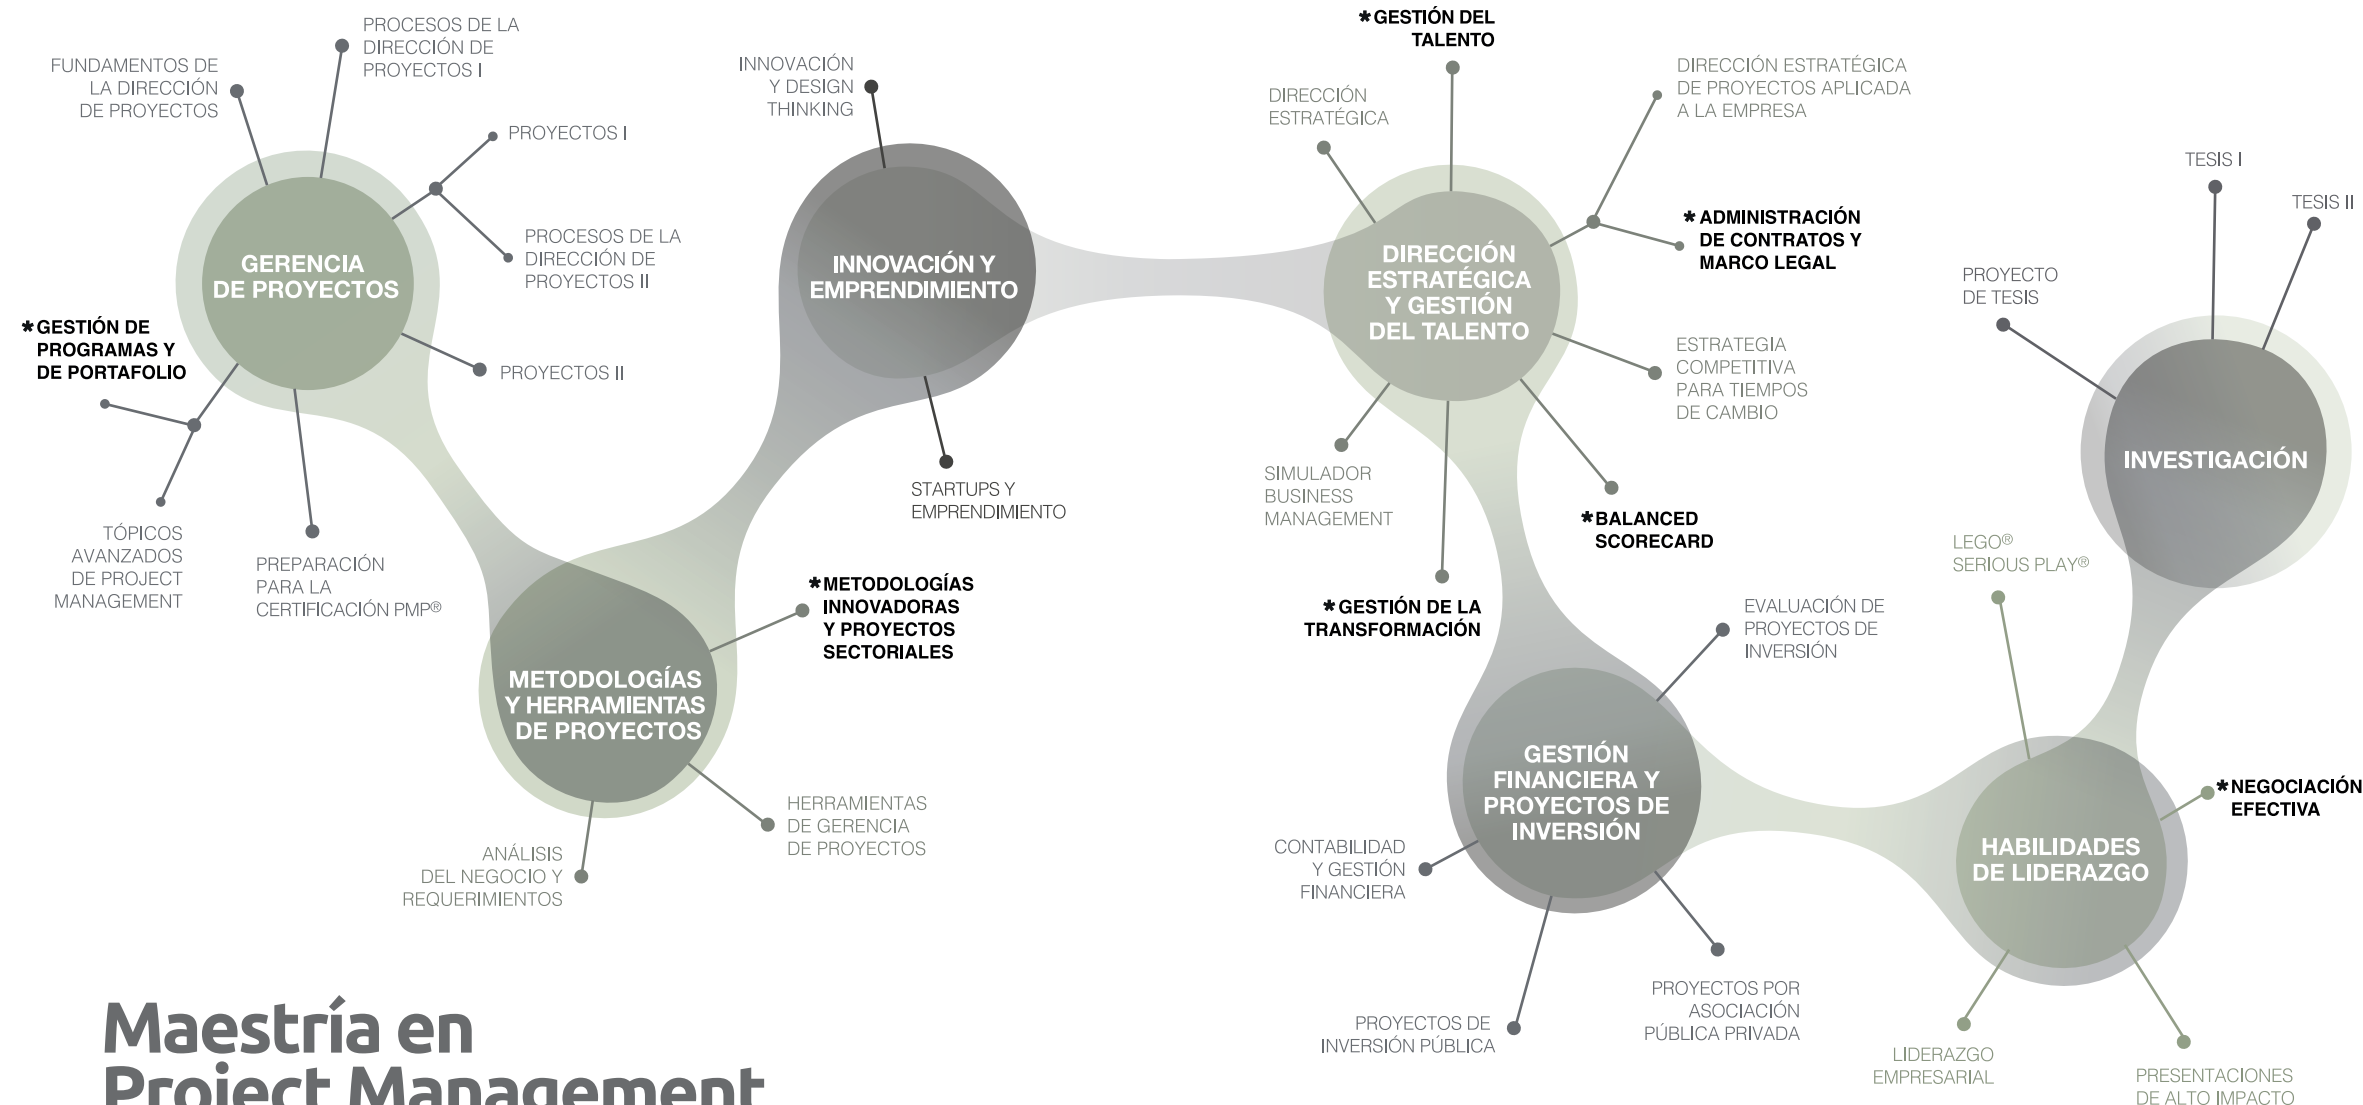 PROCESOS DE LA
DIRECCIÓN DE
PROYECTOS I
FUNDAMENTOS DE
LA DIRECCIÓN
DE PROYECTOS
PROYECTOS I
PROCESOS DE LA
DIRECCIÓN DE
PROYECTOS II
GERENCIA
DE PROYECTOS
*GESTIÓN DE
PROGRAMAS Y
DE PORTAFOLIO
PROYECTOS II
TÓPICOS
AVANZADOS
DE PROJECT
MANAGEMENT
PREPARACIÓN
PARA LA
CERTIFICACIÓN PMP®
METODOLOGÍAS
Y HERRAMIENTAS
DE PROYECTOS
*METODOLOGÍAS
INNOVADORAS
Y PROYECTOS
SECTORIALES
HERRAMIENTAS
DE GERENCIA
DE PROYECTOS
ANÁLISIS
DEL NEGOCIO Y
REQUERIMIENTOS
INNOVACIÓN
Y DESIGN
THINKING
INNOVACIÓN Y
EMPRENDIMIENTO
STARTUPS Y
EMPRENDIMIENTO
*GESTIÓN DEL
TALENTO
DIRECCIÓN
ESTRATÉGICA
DIRECCIÓN ESTRATÉGICA
DE PROYECTOS APLICADA
A LA EMPRESA
*ADMINISTRACIÓN
DE CONTRATOS Y
MARCO LEGAL
DIRECCIÓN
ESTRATÉGICA
Y GESTIÓN
DEL TALENTO
ESTRATEGIA
COMPETITIVA
PARA TIEMPOS
DE CAMBIO
SIMULADOR
BUSINESS
MANAGEMENT
*BALANCED
SCORECARD
*GESTIÓN DE LA
TRANSFORMACIÓN
EVALUACIÓN DE
PROYECTOS DE
INVERSIÓN
GESTIÓN
FINANCIERA Y
PROYECTOS DE
INVERSIÓN
CONTABILIDAD
Y GESTIÓN
FINANCIERA
PROYECTOS DE
INVERSIÓN PÚBLICA
PROYECTOS POR
ASOCIACIÓN
PÚBLICA PRIVADA
LEGO®
SERIOUS PLAY®
*NEGOCIACIÓN
EFECTIVA
HABILIDADES
DE LIDERAZGO
LIDERAZGO
EMPRESARIAL
PRESENTACIONES
DE ALTO IMPACTO
TESIS I
TESIS II
PROYECTO
DE TESIS
INVESTIGACIÓN
Maestría en
Project Management